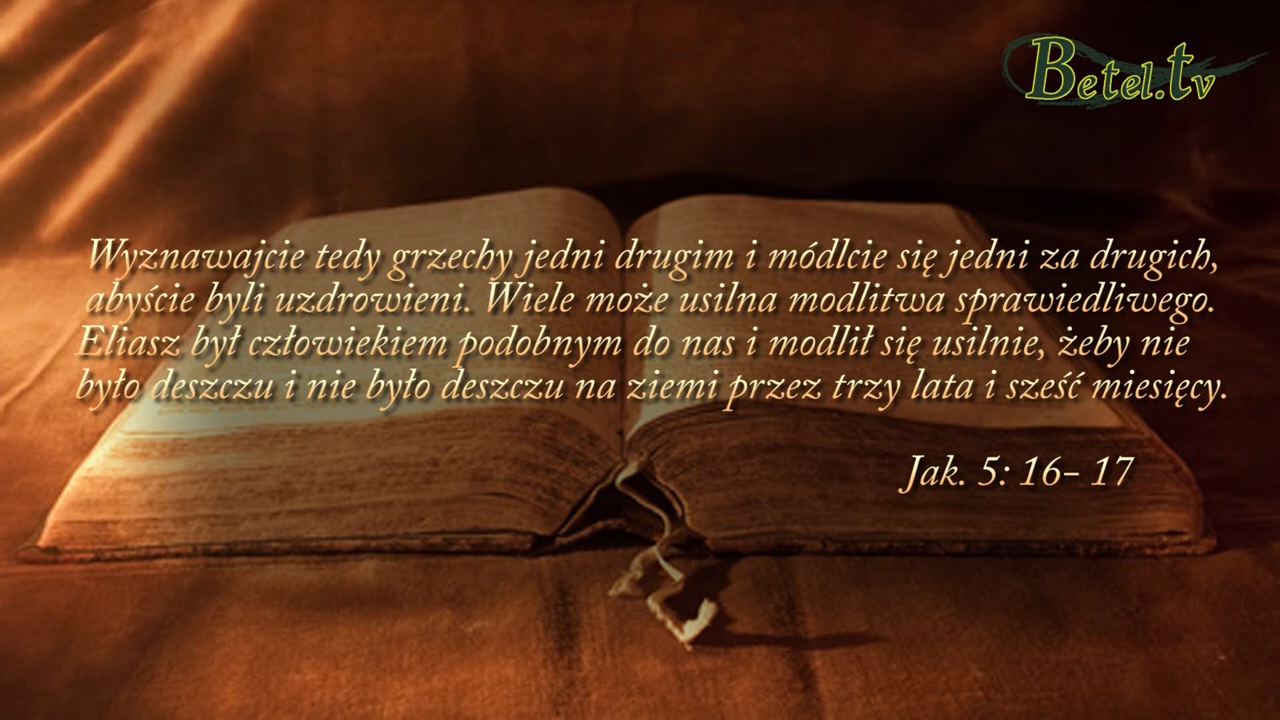 Betel.tv
Wyznawajcie tedy grzechy jedni drugim i módlcie się jedni za drugich,
abyście byli uzdrowieni. Wiele może usilna modlitwa sprawiedliwego.
Eliasz był człowiekiem podobnym do nas i modlił się usilnie, żeby nie
było deszczu i nie było deszczu na ziemi przez trzy lata i sześć miesięcy.
Jak. 5: 16- 17